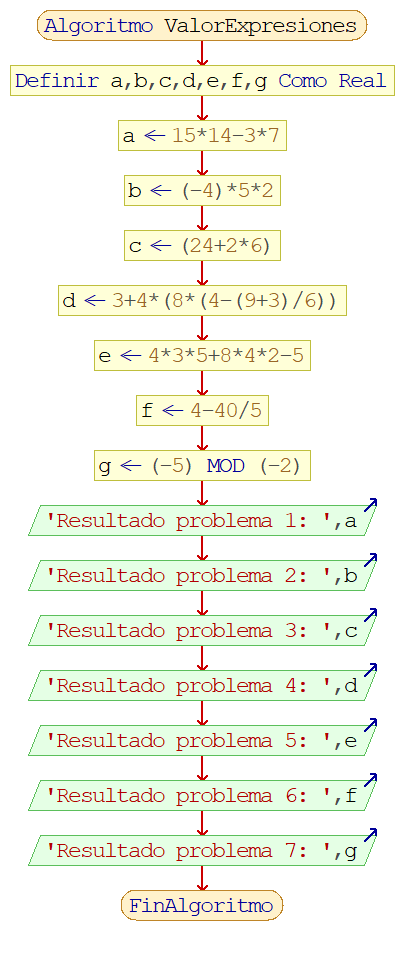 Algoritmo ValorExpresiones
Definir a,b,c,d,e,f,g Como Real
a ← 15*14-3*7
b ← (-4)*5*2
c ← (24+2*6)
d ← 3+4*(8*(4-(9+3)/6))
e ← 4*3*5+8*4*2-5
f ← 4-40/5
g ← (-5) MOD (-2)
'Resultado problema 1: ',a
'Resultado problema 2: ',b
'Resultado problema 3: ',c
'Resultado problema 4: ',d
'Resultado problema 5: ',e
'Resultado problema 6: ',f
'Resultado problema 7: ',g
FinAlgoritmo